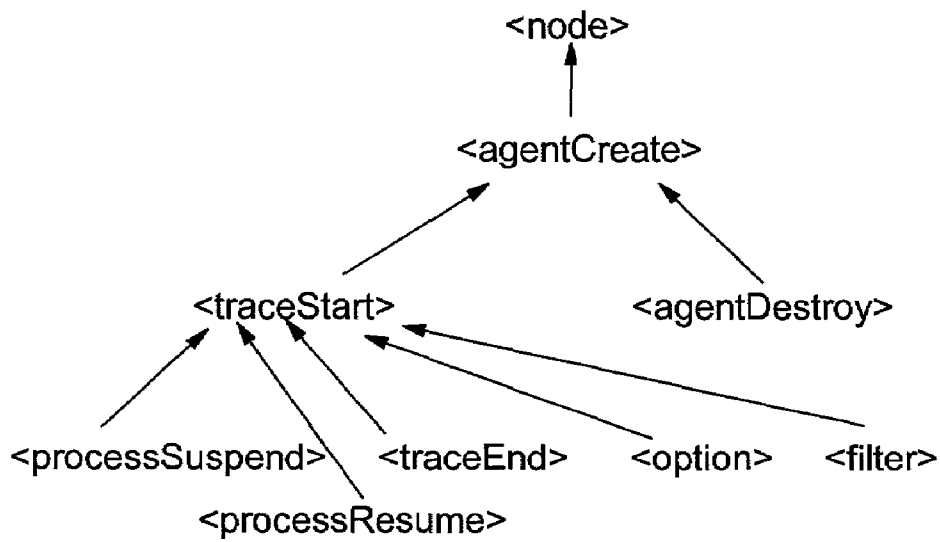 <node>
<agentCreate>
<traceStart> <agentDestroy>
<processSuspend> <traceEnd> <option> <filter>
<processResume>